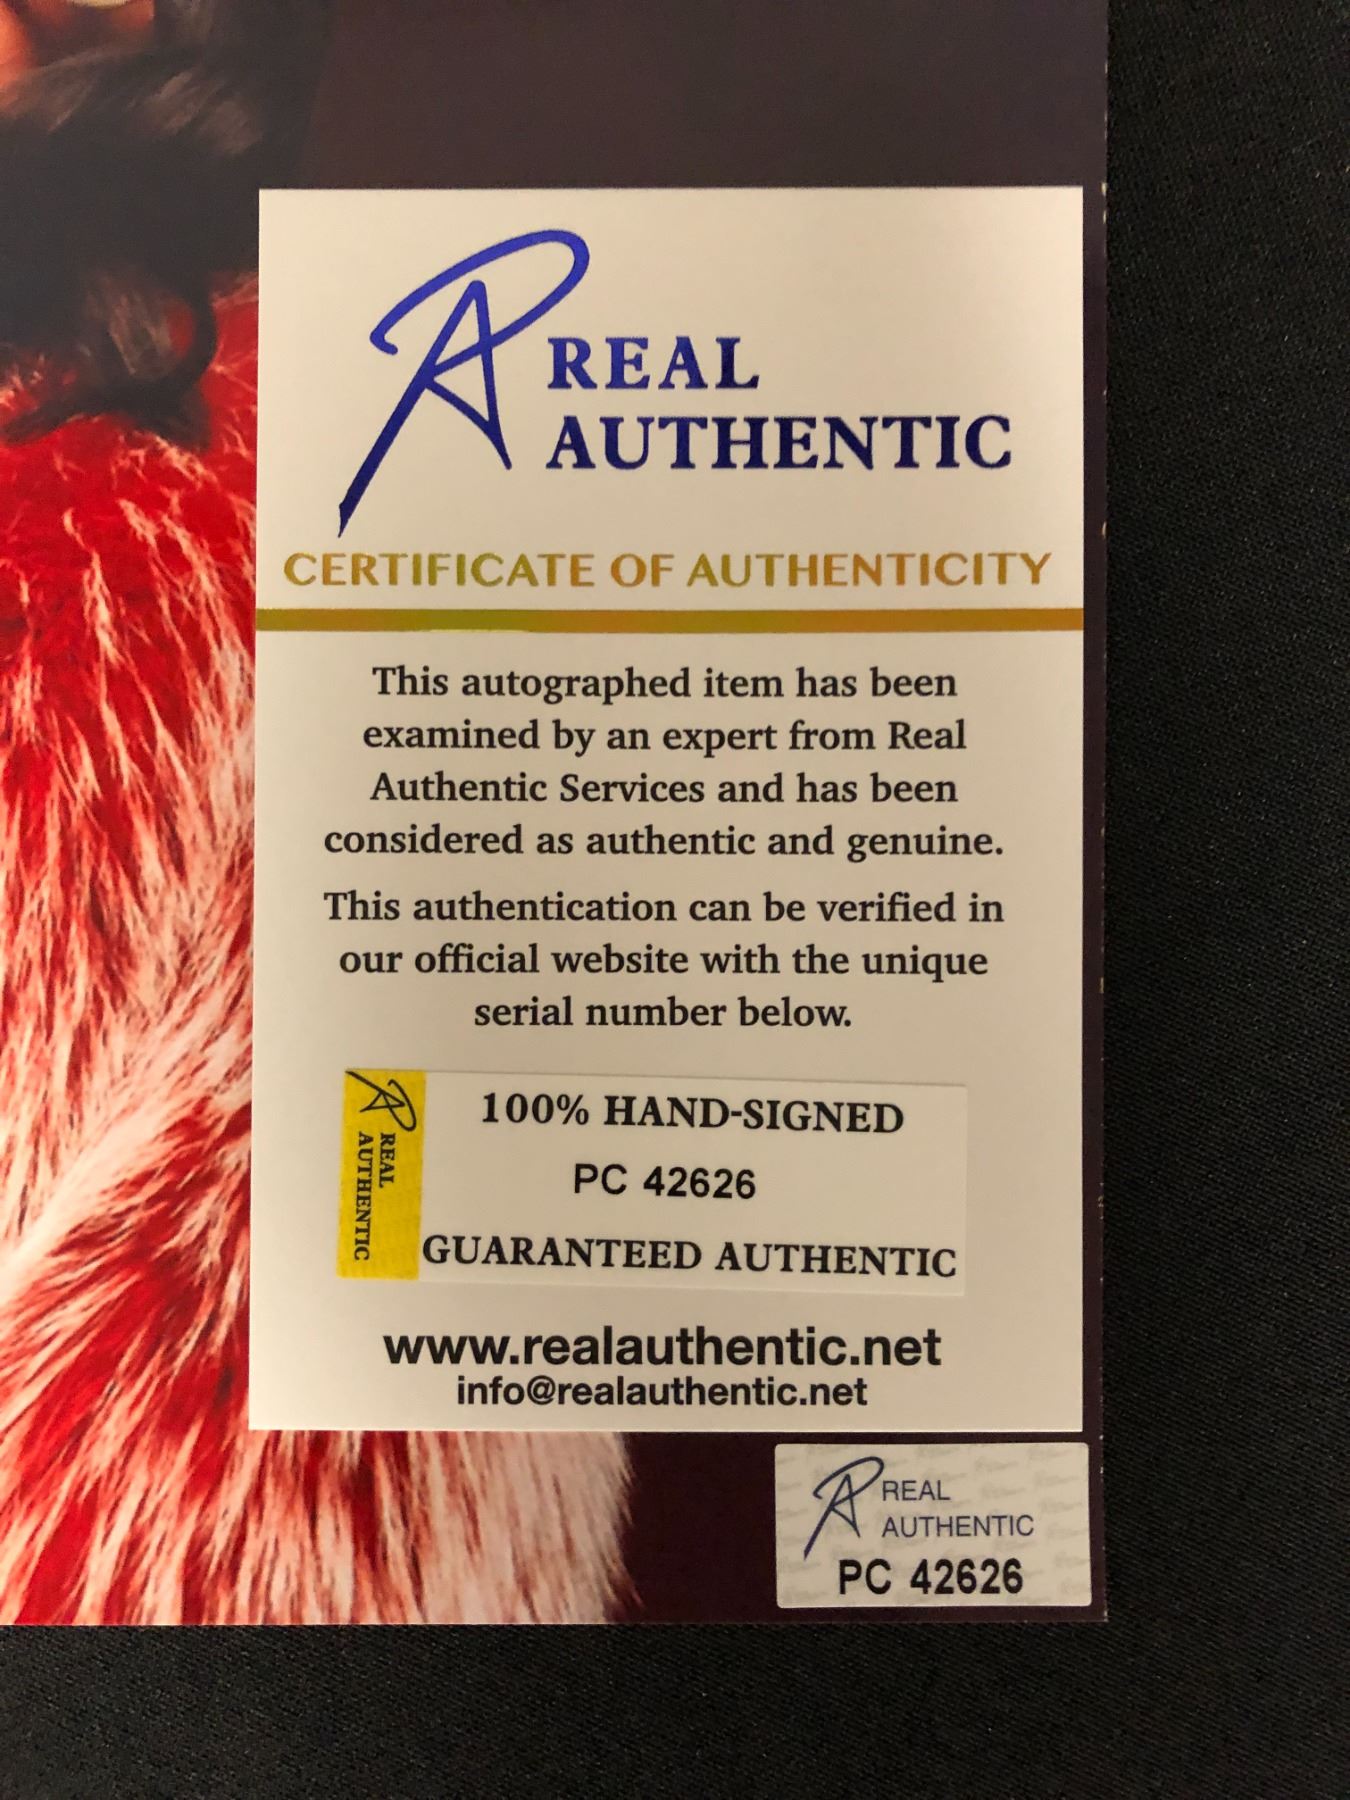 REAL
AUTHENTIC
CERTIFICATE OF AUTHENTICITY
This autographed item has been
examined by an expert from Real
Authentic Services and has been
considered as authentic and genuine.
This authentication can be verified in
our official website with the unique
serial number below.
REAL
AUTHENTIC
100% HAND-SIGNED
PC 42626
GUARANTEED AUTHENTIC
www.realauthentic.net
info@realauthentic.net
REAL
AUTHENTIC
PC 42626